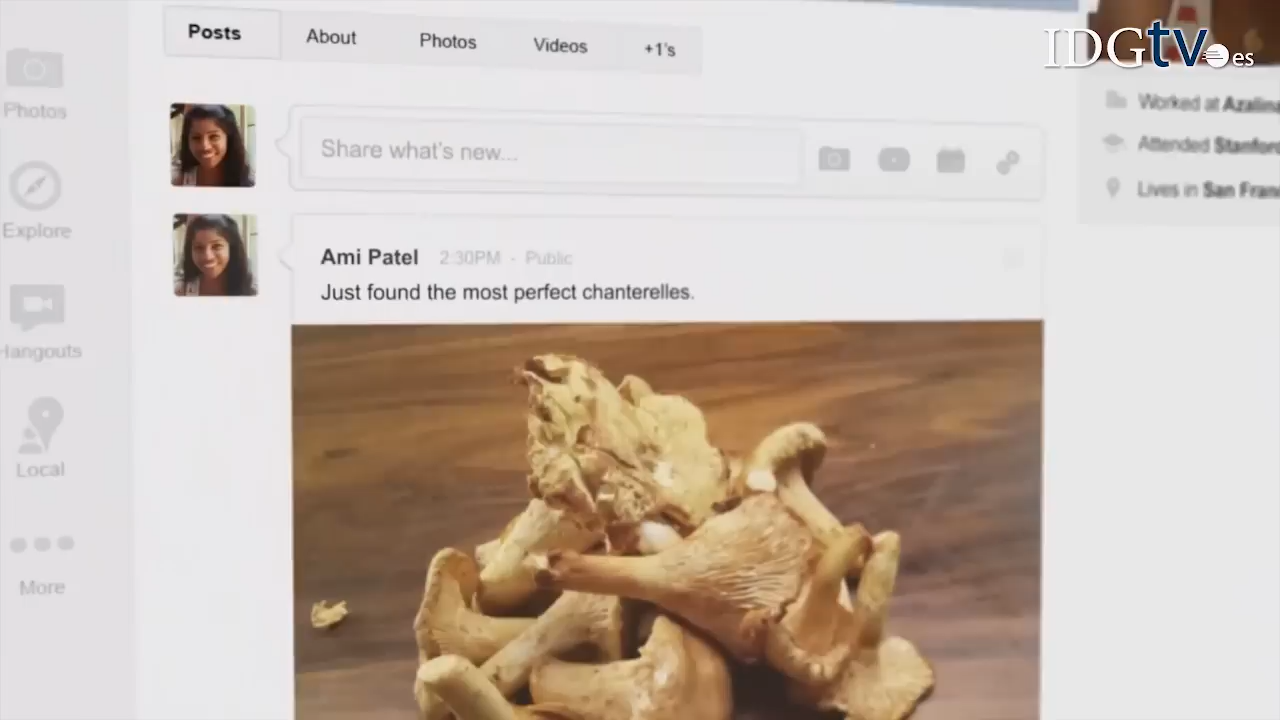 Posts
About
Photos
Videos
+1's
IDGtv.es
Photos
Explore
Hangouts
Local
More
Share what's new...
Ami Patel 2:30PM - Public
Just found the most perfect chanterelles.
Worked at
Attended Stanford
Lives in San Fran